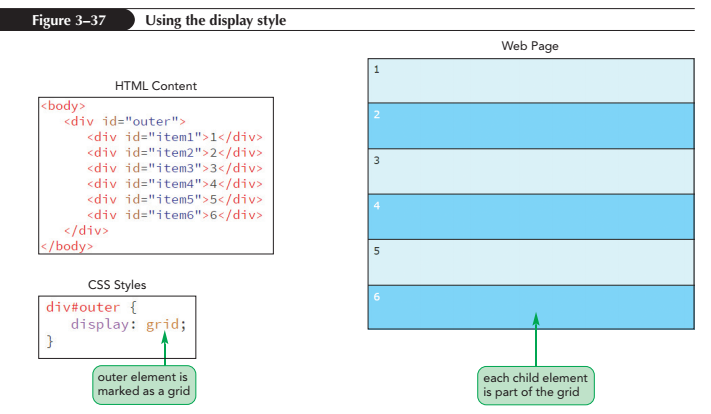 Figure 3–37 Using the display style
HTML Content
<body>
<div id="outer">
<div id="item1">1</div>
<div id="item2">2</div>
<div id="item3">3</div>
<div id="item4">4</div>
<div id="item5">5</div>
<div id="item6">6</div>
</div>
</body>
CSS Styles
div#outer {
display: grid;
}
outer element is
marked as a grid
Web Page
1
2
3
4
5
6
each child element
is part of the grid